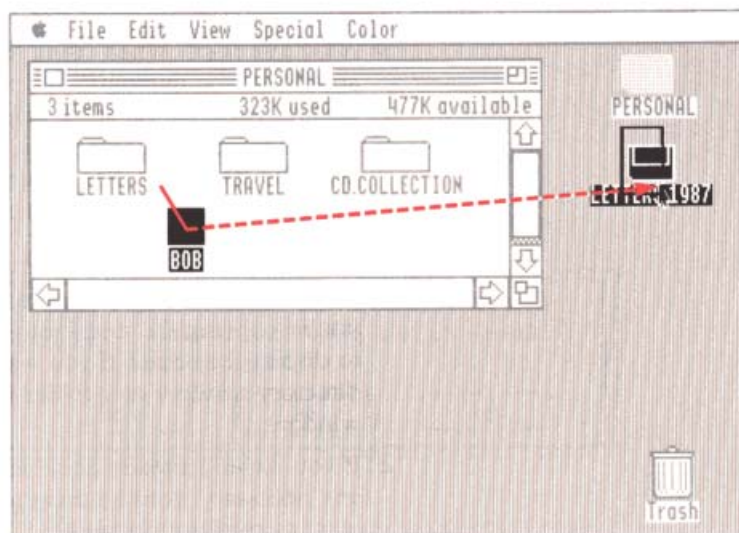 File Edit View Special Color
PERSONAL
3 items 323K used 477K available
PERSONAL
LETTERS TRAVEL CD.COLLECTION
LETTERS.1987
BOB
Trash